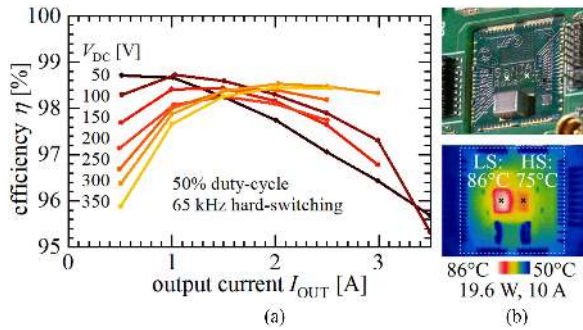 99
98
97
96
95
efficiency η [%]
V_DC [V]
50
100
150
200
250
300
350
50% duty-cycle
65 kHz hard-switching
0
1
2
3
output current I_OUT [A]
(a)
LS:
HS:
86°C
75°C
86°C
50°C
19.6 W, 10 A
(b)